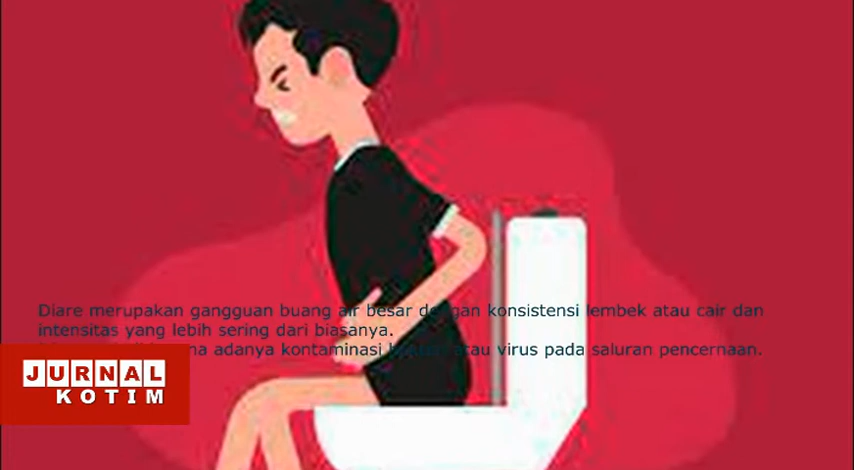 Diare merupakan gangguan buang air besar dengan konsistensi lembek atau cair dan
intensitas yang lebih sering dari biasanya.
adanya kontaminasi atau virus pada saluran pencernaan.
JURNAL
KOTIM